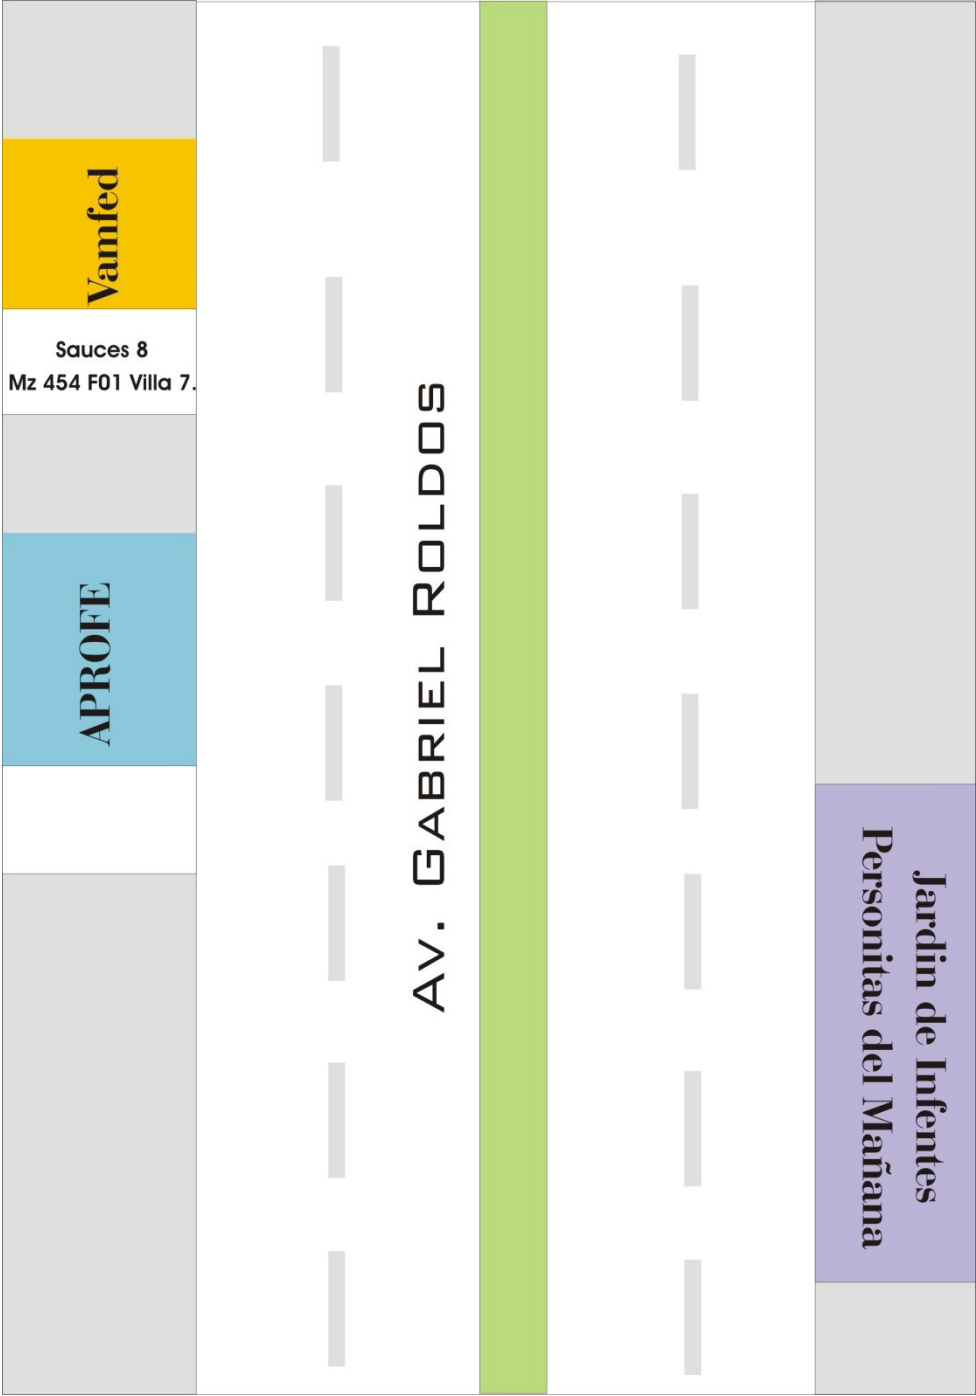 Vamfed
Sauces 8
Mz 454 F01 Villa 7.
APROFE
Av. Gabriel Roldos
Jardin de Infentes
Personitas del Mañana